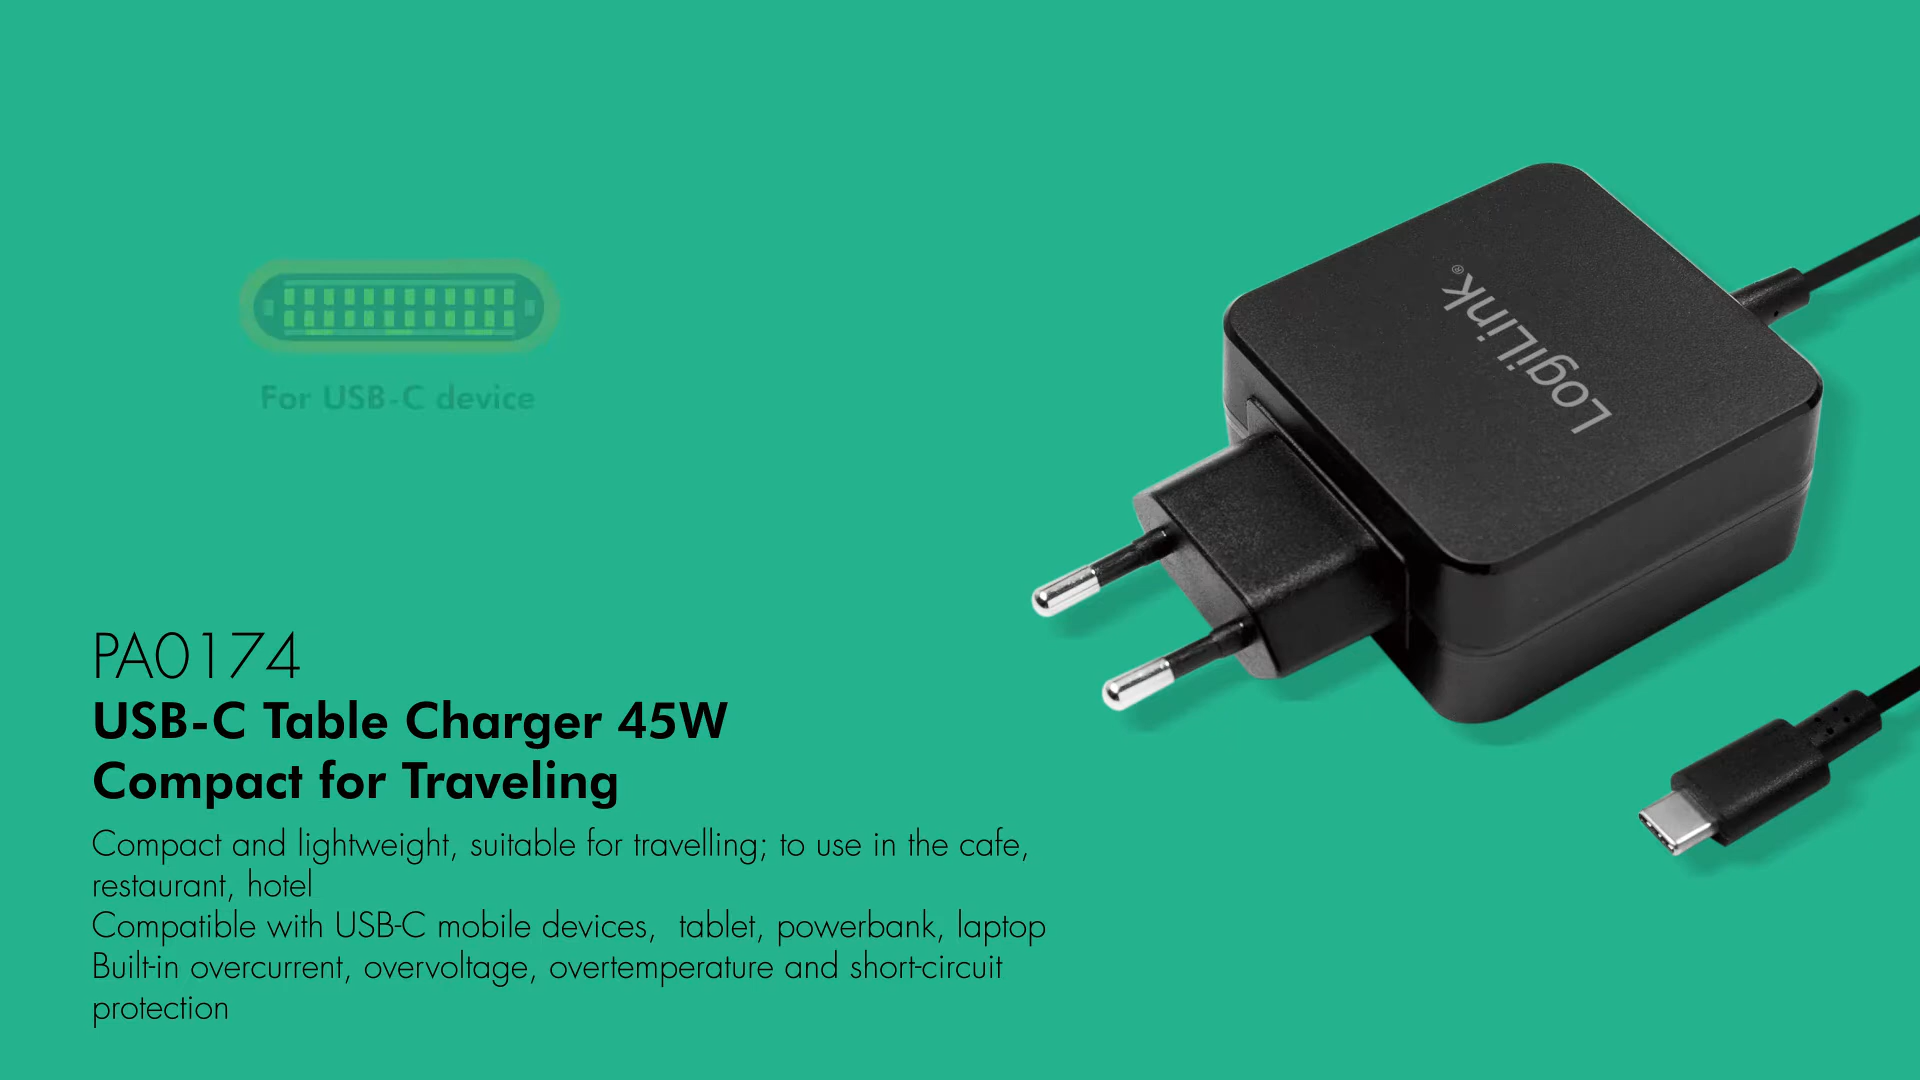 For USB-C device
LogiLink®
PA0174
USB-C Table Charger 45W
Compact for Traveling
Compact and lightweight, suitable for travelling; to use in the cafe,
restaurant, hotel
Compatible with USB-C mobile devices,  tablet, powerbank, laptop
Built-in overcurrent, overvoltage, overtemperature and short-circuit
protection